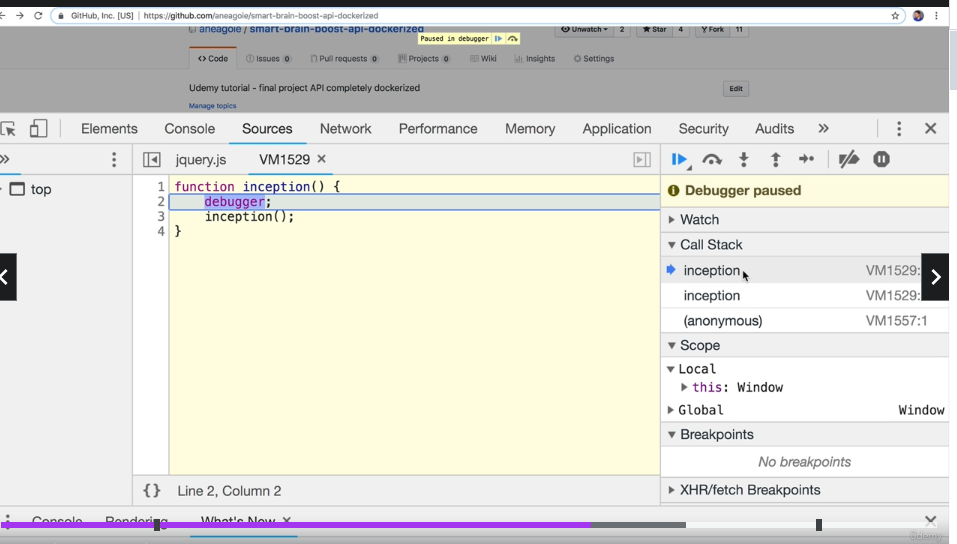 GitHub, Inc. [US] | https://github.com/aneagoie/smart-brain-boost-api-dockerized
aneagoie / smart-brain-boost-api-dockerized
Paused in debugger
Unwatch 2 Star 4 Fork 11
<> Code Issues 0 Pull requests 0 Projects 0 Wiki Insights Settings
Udemy tutorial - final project API completely dockerized Edit
Manage topics
Elements Console Sources Network Performance Memory Application Security Audits »
» jquery.js VM1529 ×
top
1 function inception() {
2 debugger;
3 inception();
4 }
{} Line 2, Column 2
Debugger paused
Watch
Call Stack
inception VM1529:
inception VM1529:
(anonymous) VM1557:1
Scope
Local
this: Window
Global Window
Breakpoints
No breakpoints
XHR/fetch Breakpoints
Console Rendering What's New ×
Udemy